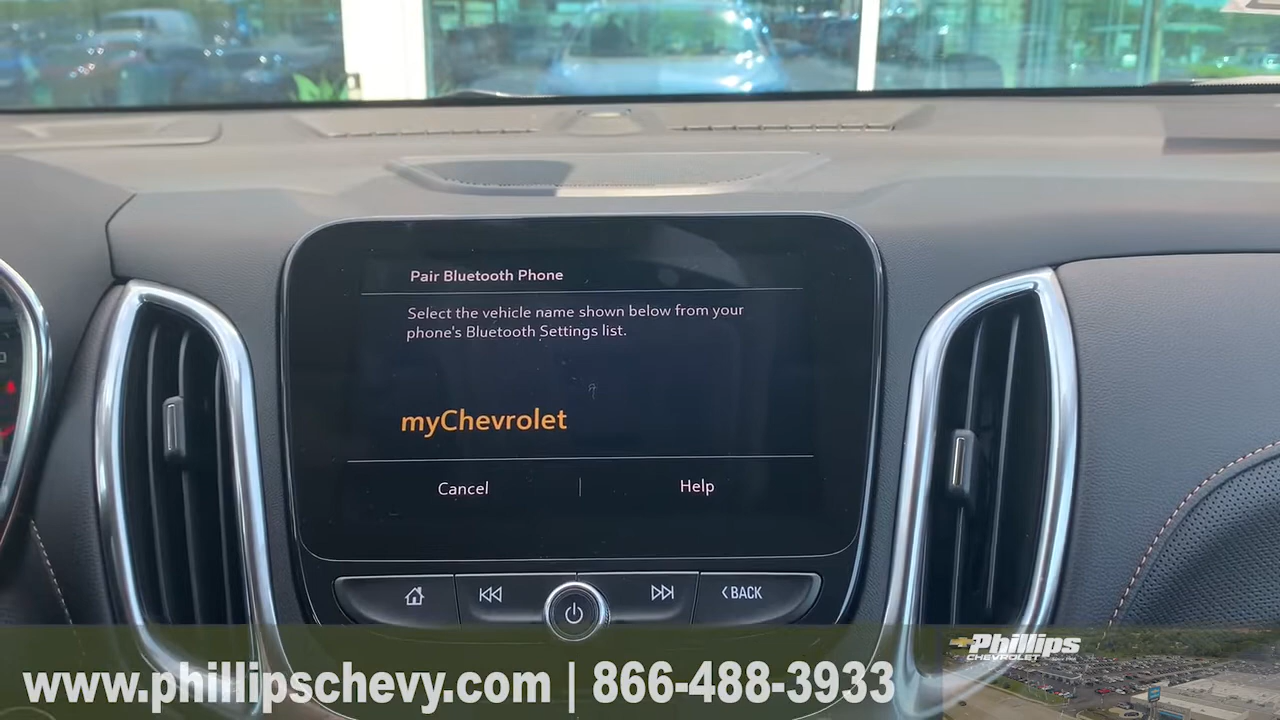 Pair Bluetooth Phone
Select the vehicle name shown below from your
phone's Bluetooth Settings list.
myChevrolet
Cancel
Help
BACK
Phillips
CHEVROLET
www.phillipschevy.com | 866-488-3933